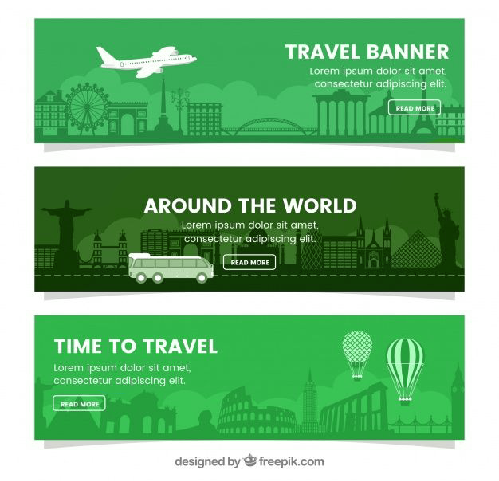 TRAVEL BANNER
Lorem ipsum dolor sit amet,
consectetur adipiscing elit.
READ MORE
AROUND THE WORLD
Lorem ipsum dolor sit amet,
consectetur adipiscing elit.
READ MORE
TIME TO TRAVEL
Lorem ipsum dolor sit amet,
consectetur adipiscing elit.
READ MORE
designed by freepik.com